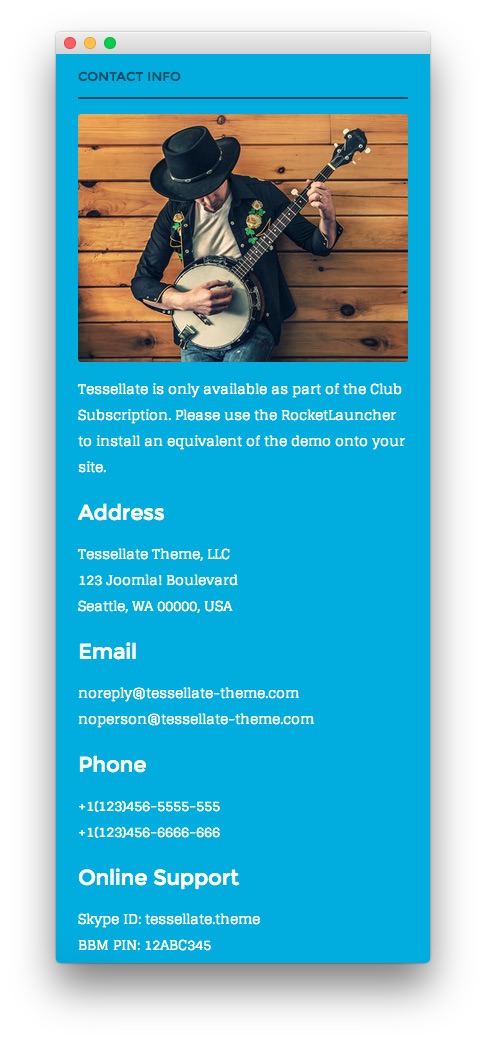 CONTACT INFO
Tessellate is only available as part of the Club
Subscription. Please use the RocketLauncher
to install an equivalent of the demo onto your
site.
Address
Tessellate Theme, LLC
123 Joomla! Boulevard
Seattle, WA 00000, USA
Email
noreply@tessellate-theme.com
noperson@tessellate-theme.com
Phone
+1(123)456-5555-555
+1(123)456-6666-666
Online Support
Skype ID: tessellate.theme
BBM PIN: 12ABC345